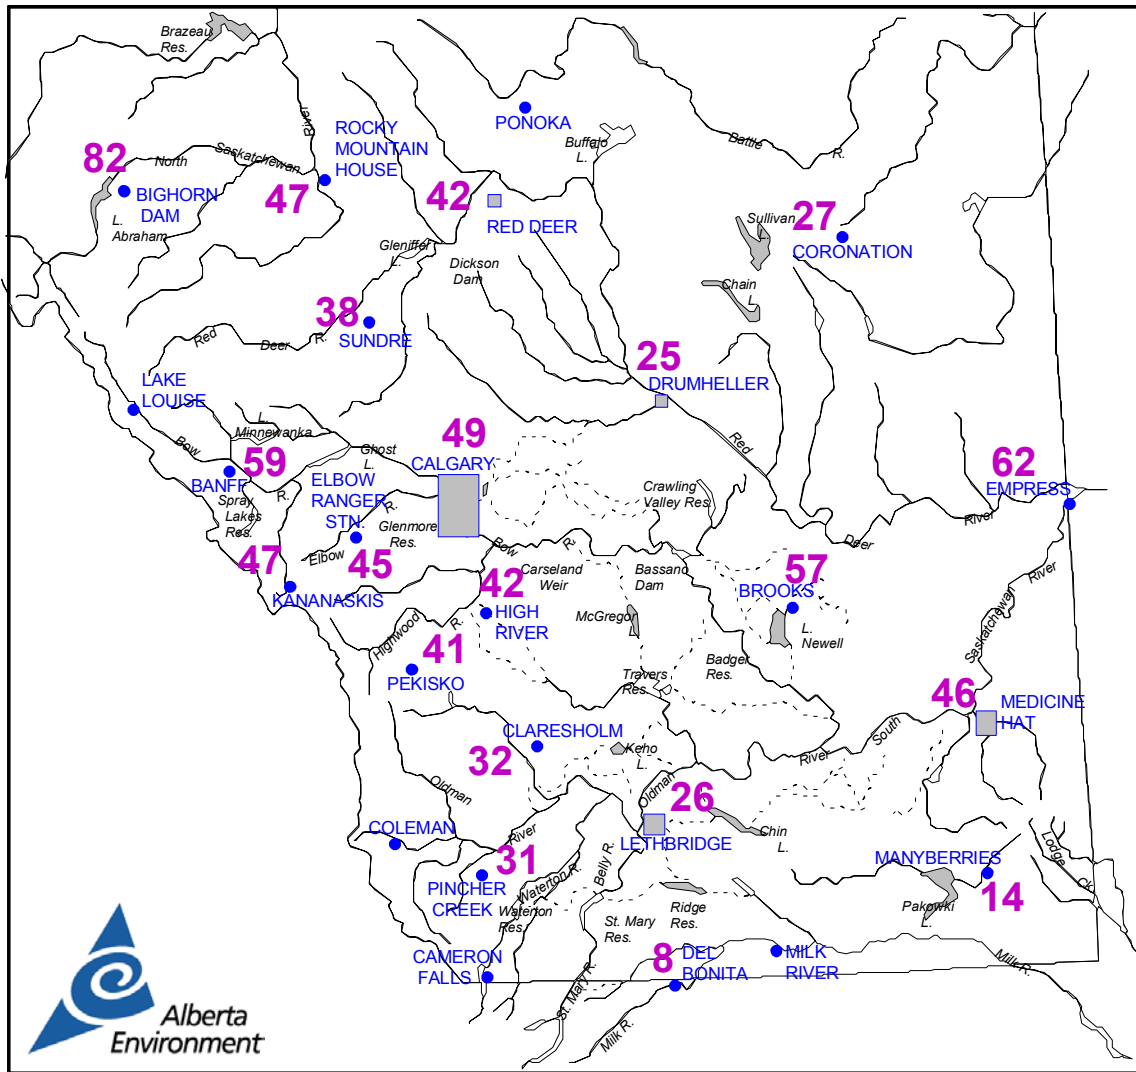 Brazeau
Res.
River
ROCKY
MOUNTAIN
HOUSE
PONOKA
Buffalo
L.
Battle
R.
82
North
Saskatchewan
47
BIGHORN
DAM
L.
Abraham
42
RED DEER
Gleniffer
L.
Dickson
Dam
Sullivan
L.
27
CORONATION
Chain
L.
38
SUNDRE
Red
Deer
R.
25
DRUMHELLER
Red
LAKE
LOUISE
Bow
L.
Minnewanka
Ghost
L.
49
CALGARY
59
BANFF
R.
Spray
Lakes
Res.
ELBOW
RANGER
STN.
R.
Glenmore
Res.
Elbow
45
Crawling
Valley Res.
62
EMPRESS
River
Deer
Bow
R.
Carseland
Weir
Bassano
Dam
47
KANANASKIS
42
HIGH
RIVER
McGregor
L.
57
BROOKS
L.
Newell
River
Saskatchewan
Highwood
R.
41
PEKISKO
Travers
Res.
Badger
Res.
46
MEDICINE
HAT
CLARESHOLM
32
Keho
L.
South
River
Oldman
Oldman
26
LETHBRIDGE
Chin
L.
COLEMAN
River
31
PINCHER
CREEK
Waterton R.
Waterton
Res.
Belly R.
MANYBERRIES
14
Pakowki
L.
Lodge
Ck.
Ridge
Res.
St. Mary
Res.
CAMERON
FALLS
8
DEL
BONITA
MILK
RIVER
Milk R.
St. Mary R.
Milk R.
Alberta
Environment